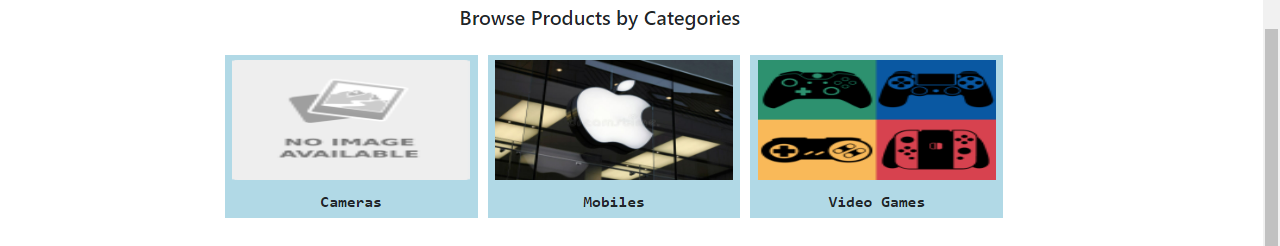 Browse Products by Categories
NO IMAGE
AVAILABLE
Cameras
Mobiles
Video Games